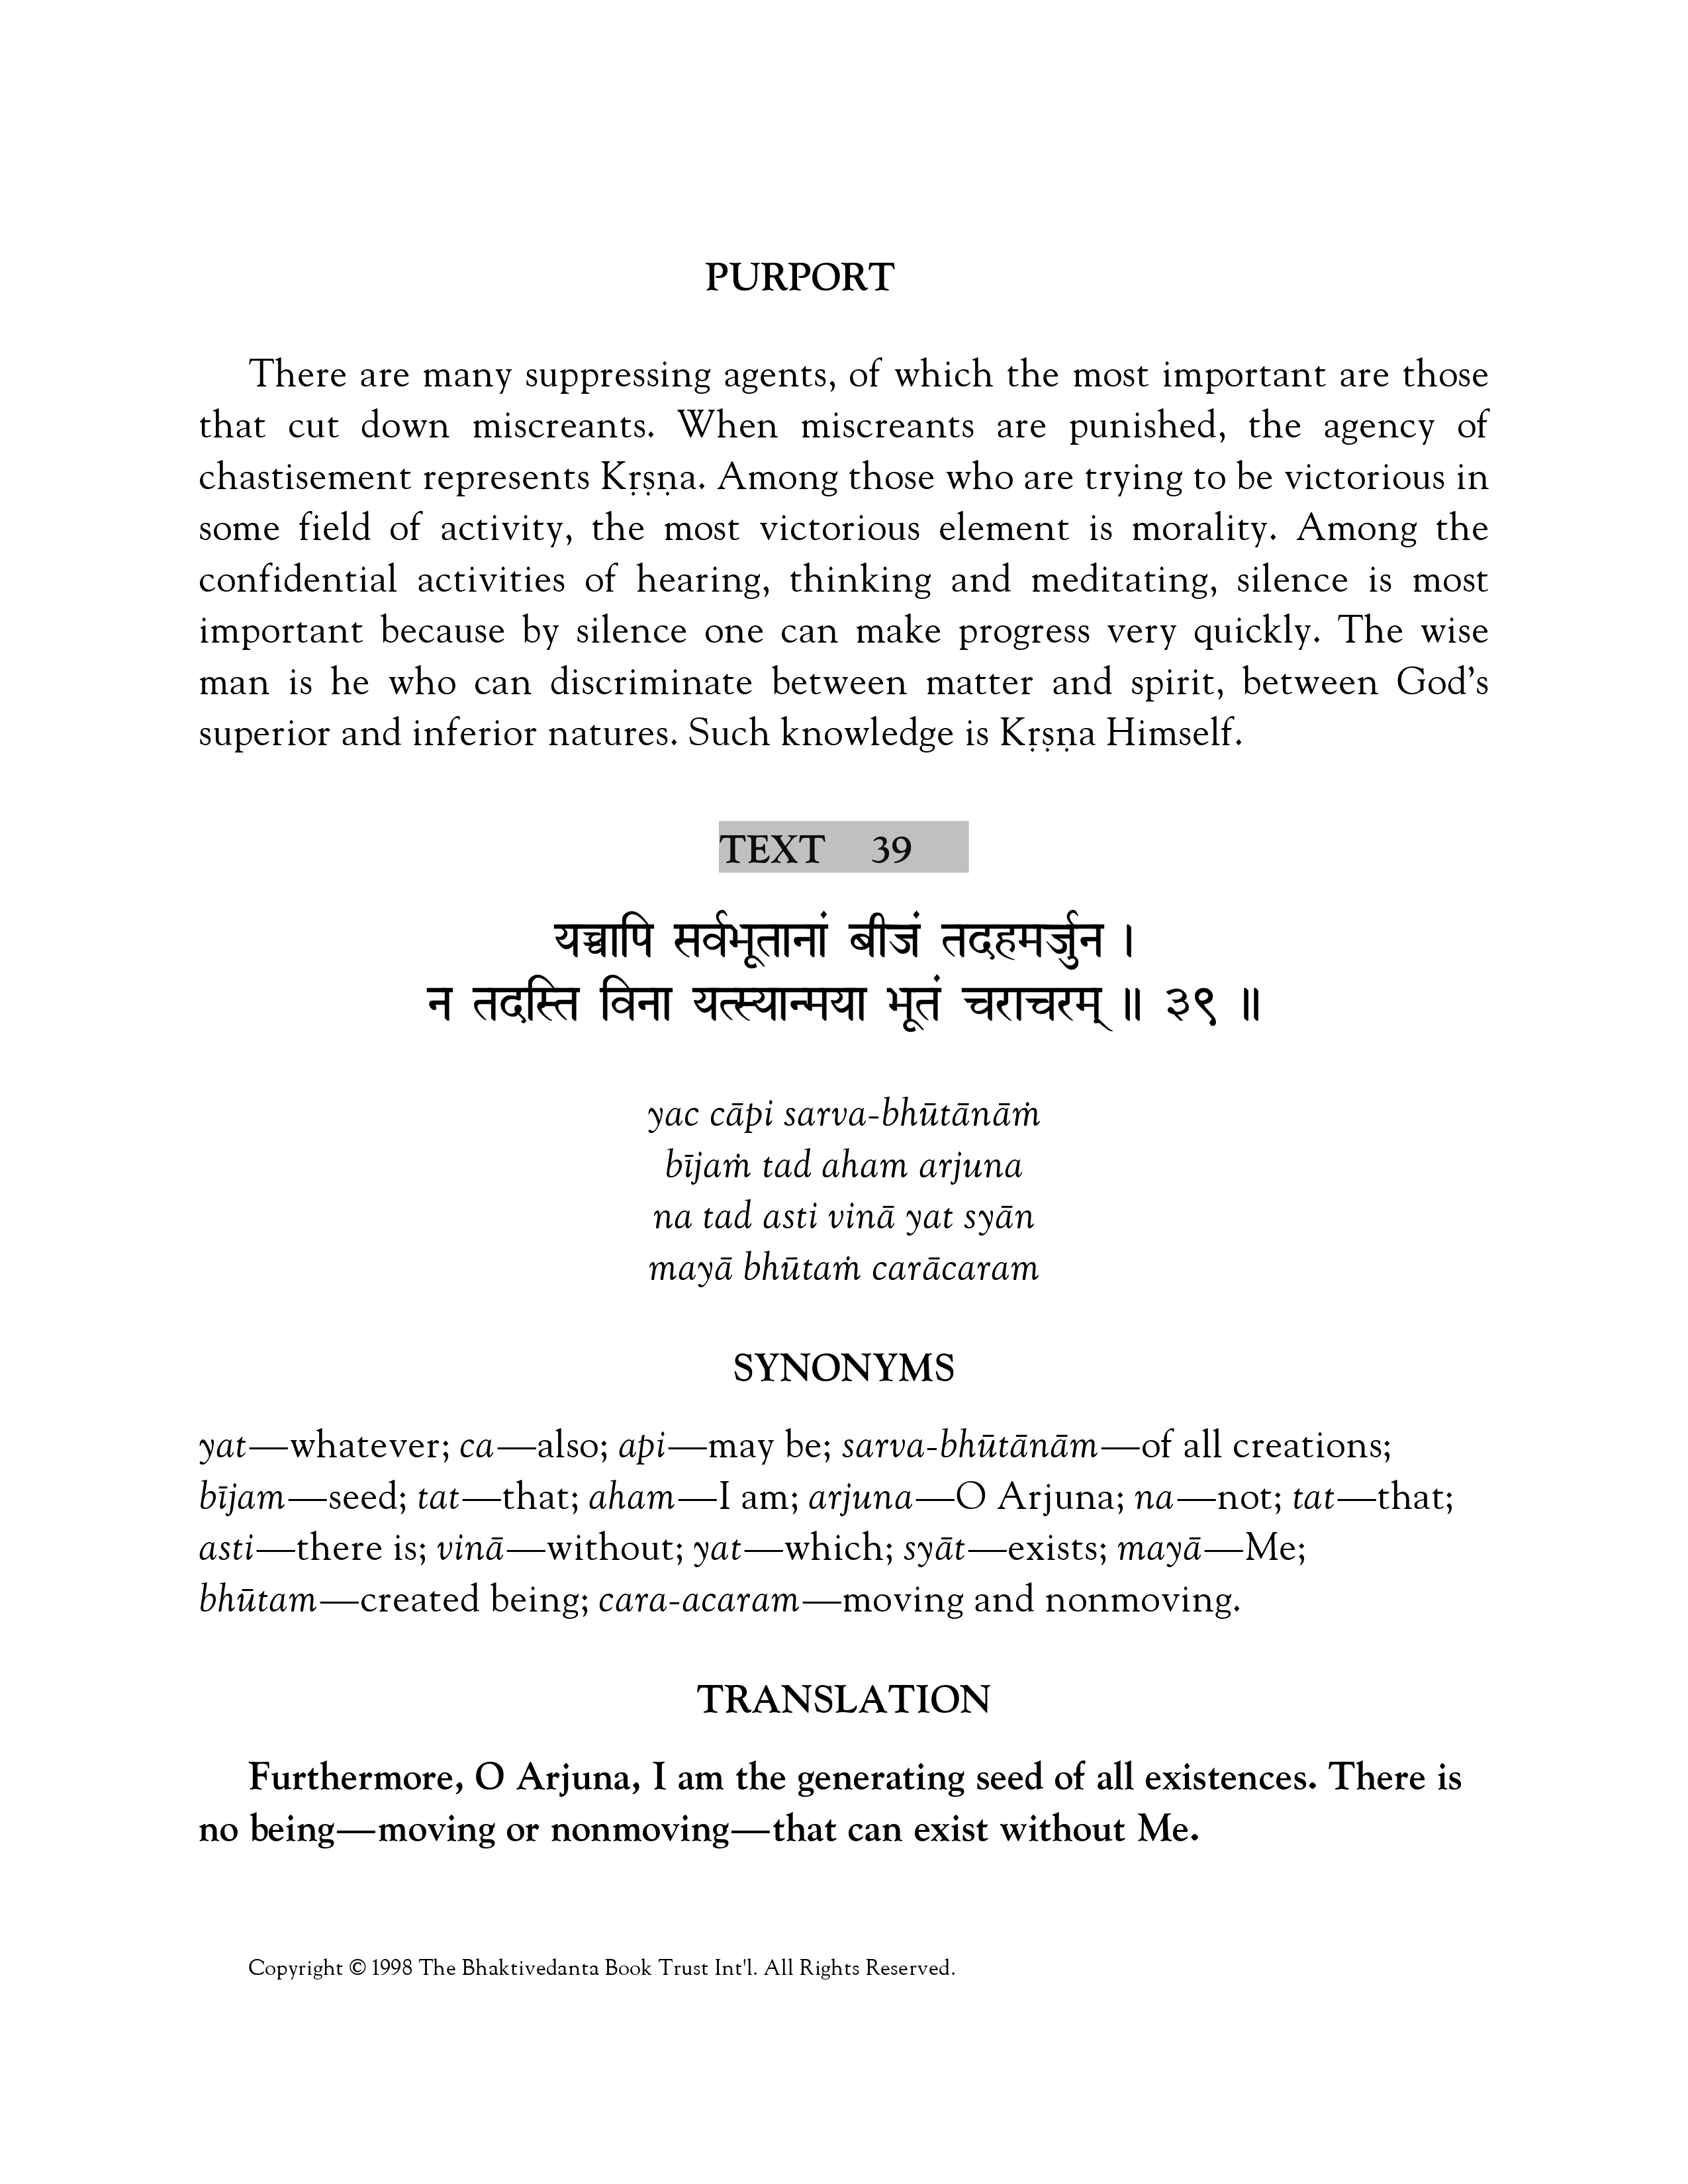 PURPORT
There are many suppressing agents, of which the most important are those
that cut down miscreants. When miscreants are punished, the agency of
chastisement represents Kṛṣṇa. Among those who are trying to be victorious in
some field of activity, the most victorious element is morality. Among the
confidential activities of hearing, thinking and meditating, silence is most
important because by silence one can make progress very quickly. The wise
man is he who can discriminate between matter and spirit, between God’s
superior and inferior natures. Such knowledge is Kṛṣṇa Himself.
TEXT 39
यच्चापि सर्वभूतानां बीजं तदहमर्जुन ।
न तदस्ति विना यत्स्यान्मया भूतं चराचरम् ॥ ३९ ॥
yac cāpi sarva-bhūtānāṁ
bījaṁ tad aham arjuna
na tad asti vinā yat syān
mayā bhūtaṁ carācaram
SYNONYMS
yat—whatever; ca—also; api—may be; sarva-bhūtānām—of all creations;
bījam—seed; tat—that; aham—I am; arjuna—O Arjuna; na—not; tat—that;
asti—there is; vinā—without; yat—which; syāt—exists; mayā—Me;
bhūtam—created being; cara-acaram—moving and nonmoving.
TRANSLATION
Furthermore, O Arjuna, I am the generating seed of all existences. There is
no being—moving or nonmoving—that can exist without Me.
Copyright © 1998 The Bhaktivedanta Book Trust Int'l. All Rights Reserved.